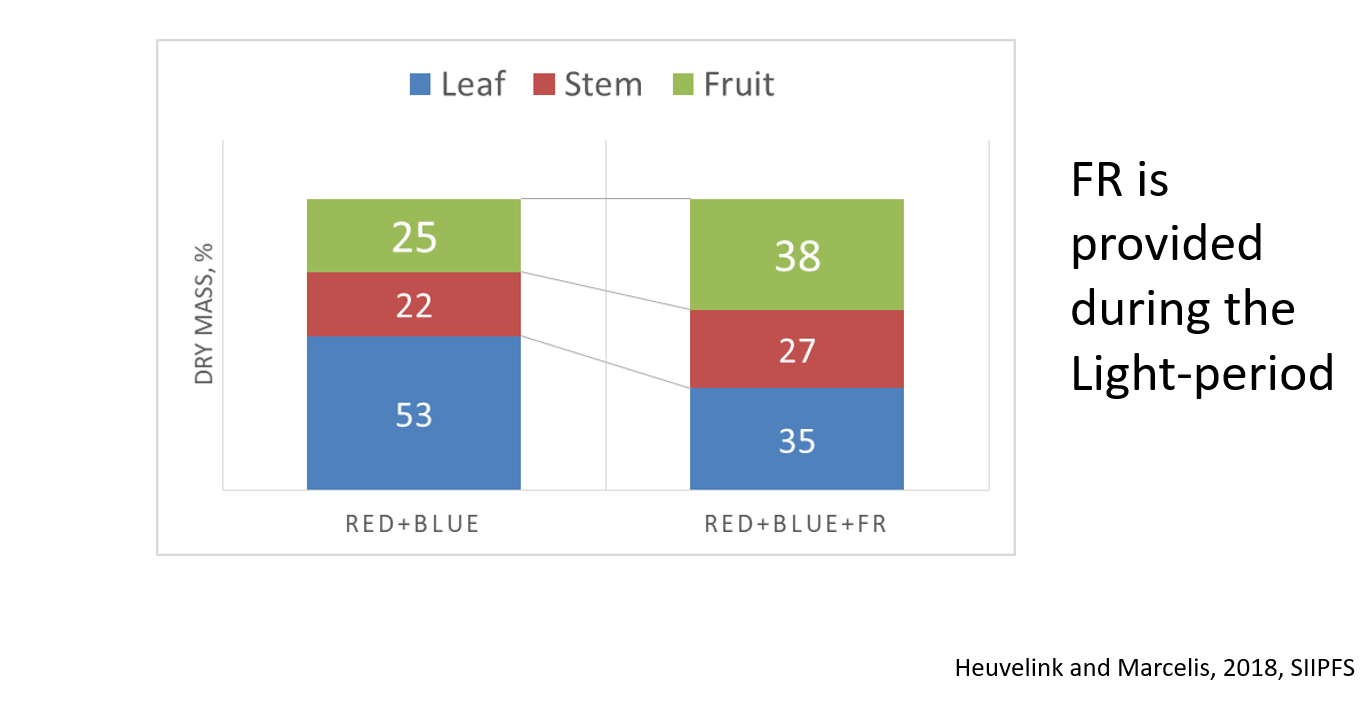 Leaf Stem Fruit
DRY MASS, %
25
22
53
38
27
35
RED+BLUE
RED+BLUE+FR
FR is
provided
during the
Light-period
Heuvelink and Marcelis, 2018, SIIPFS